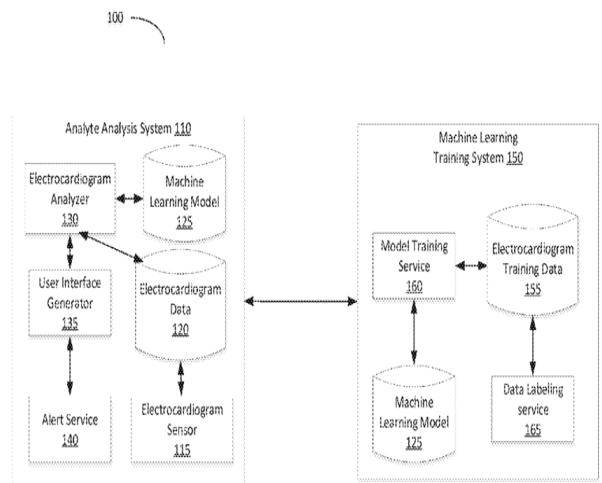 100
Analyte Analysis System 110
Electrocardiogram
Analyzer
130
Machine
Learning Model
125
User Interface
Generator
135
Electrocardiogram
Data
120
Alert Service
140
Electrocardiogram
Sensor
115
Machine Learning
Training System 150
Model Training
Service
160
Electrocardiogram
Training Data
155
Machine
Learning Model
125
Data Labeling
service
165